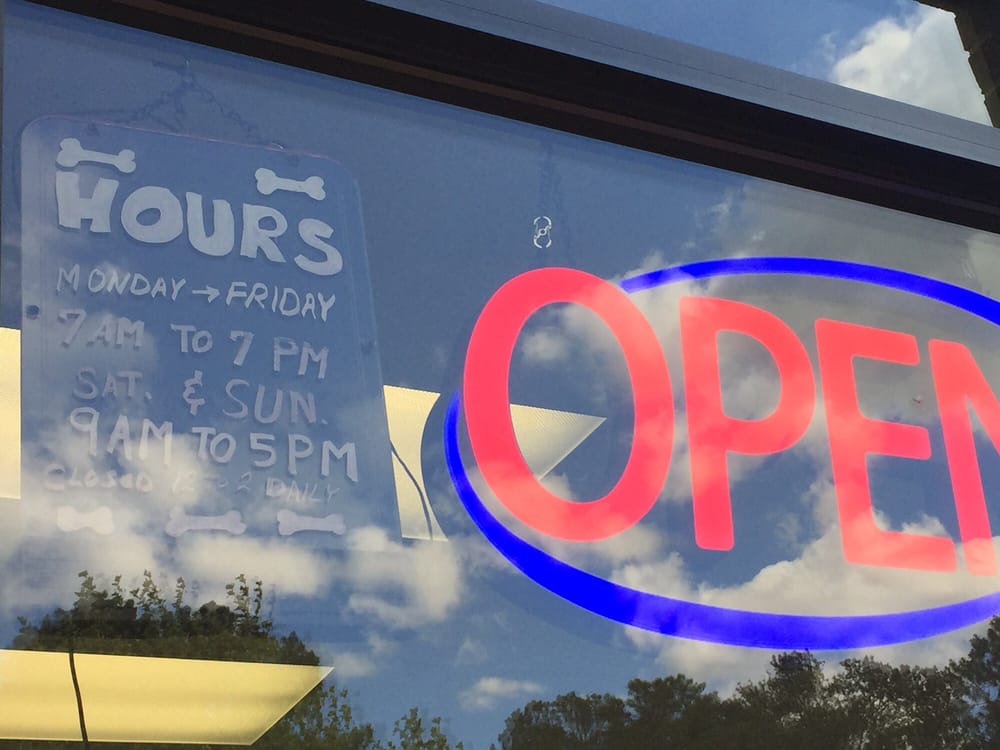 HOURS
MONDAY → FRIDAY
7AM TO 7 PM
SAT. & SUN.
9AM TO 5PM
CLOSED 12 - 2 DAILY
OPEN